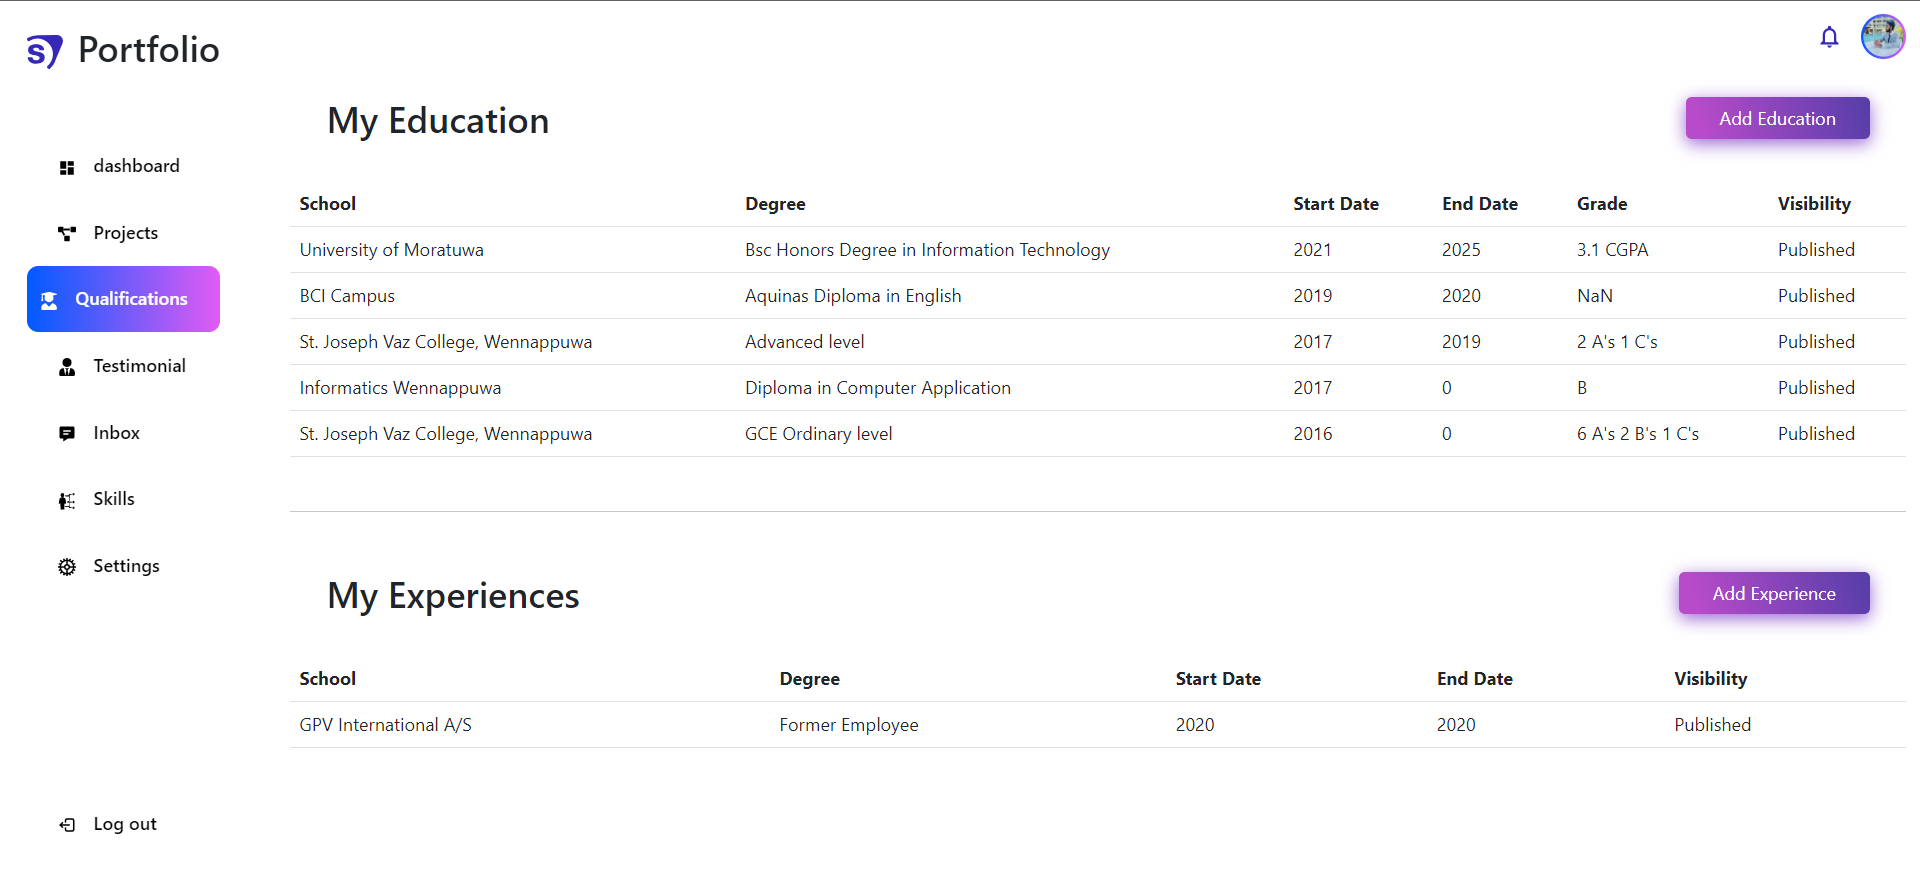 s7 Portfolio
dashboard
Projects
Qualifications
Testimonial
Inbox
Skills
Settings
Log out
My Education
Add Education
School Degree Start Date End Date Grade Visibility
University of Moratuwa Bsc Honors Degree in Information Technology 2021 2025 3.1 CGPA Published
BCI Campus Aquinas Diploma in English 2019 2020 NaN Published
St. Joseph Vaz College, Wennappuwa Advanced level 2017 2019 2 A's 1 C's Published
Informatics Wennappuwa Diploma in Computer Application 2017 0 B Published
St. Joseph Vaz College, Wennappuwa GCE Ordinary level 2016 0 6 A's 2 B's 1 C's Published
My Experiences
Add Experience
School Degree Start Date End Date Visibility
GPV International A/S Former Employee 2020 2020 Published